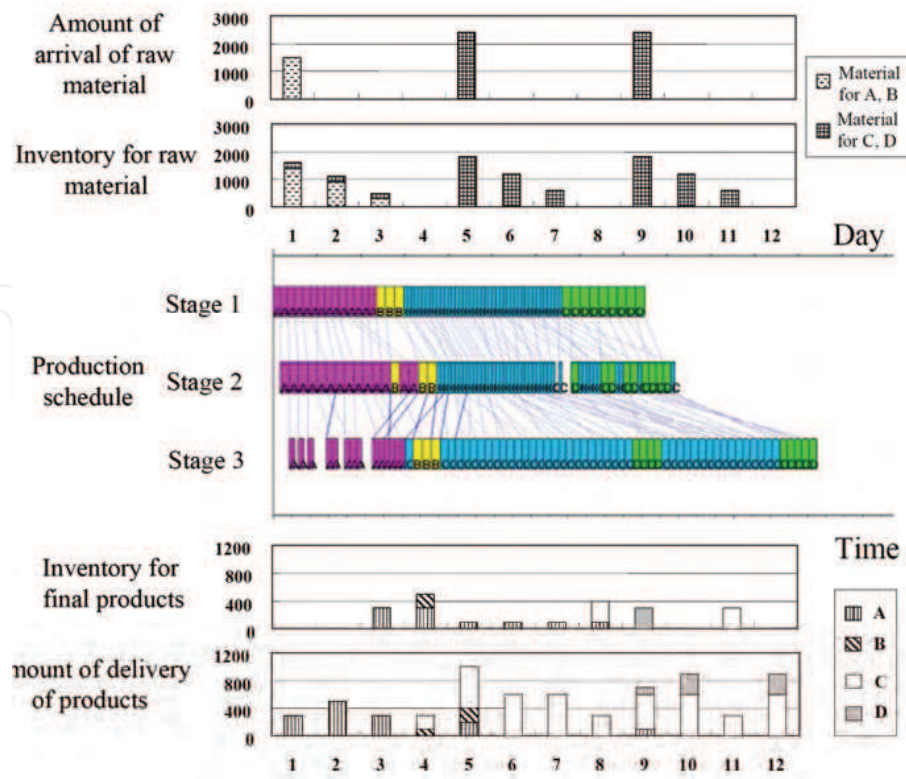 Amount of
arrival of raw
material
3000
2000
1000
0
Material
for A, B
Material
for C, D
Inventory for raw
material
3000
2000
1000
0
1 2 3 4 5 6 7 8 9 10 11 12 Day
Stage 1
Production
schedule
Stage 2
Stage 3
Time
Inventory for
final products
1200
800
400
0
A
B
C
D
mount of delivery
of products
1200
800
400
0
1 2 3 4 5 6 7 8 9 10 11 12